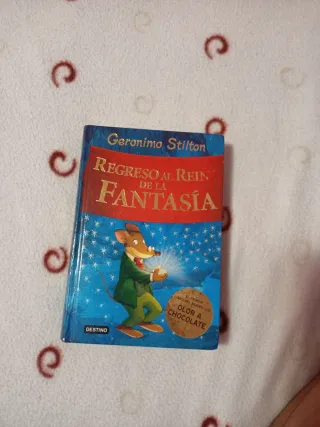 Geronimo Stilton
REGRESO AL REIN
DE LA
FANTASÍA
OLOR A
CHOCOLATE
DESTINO